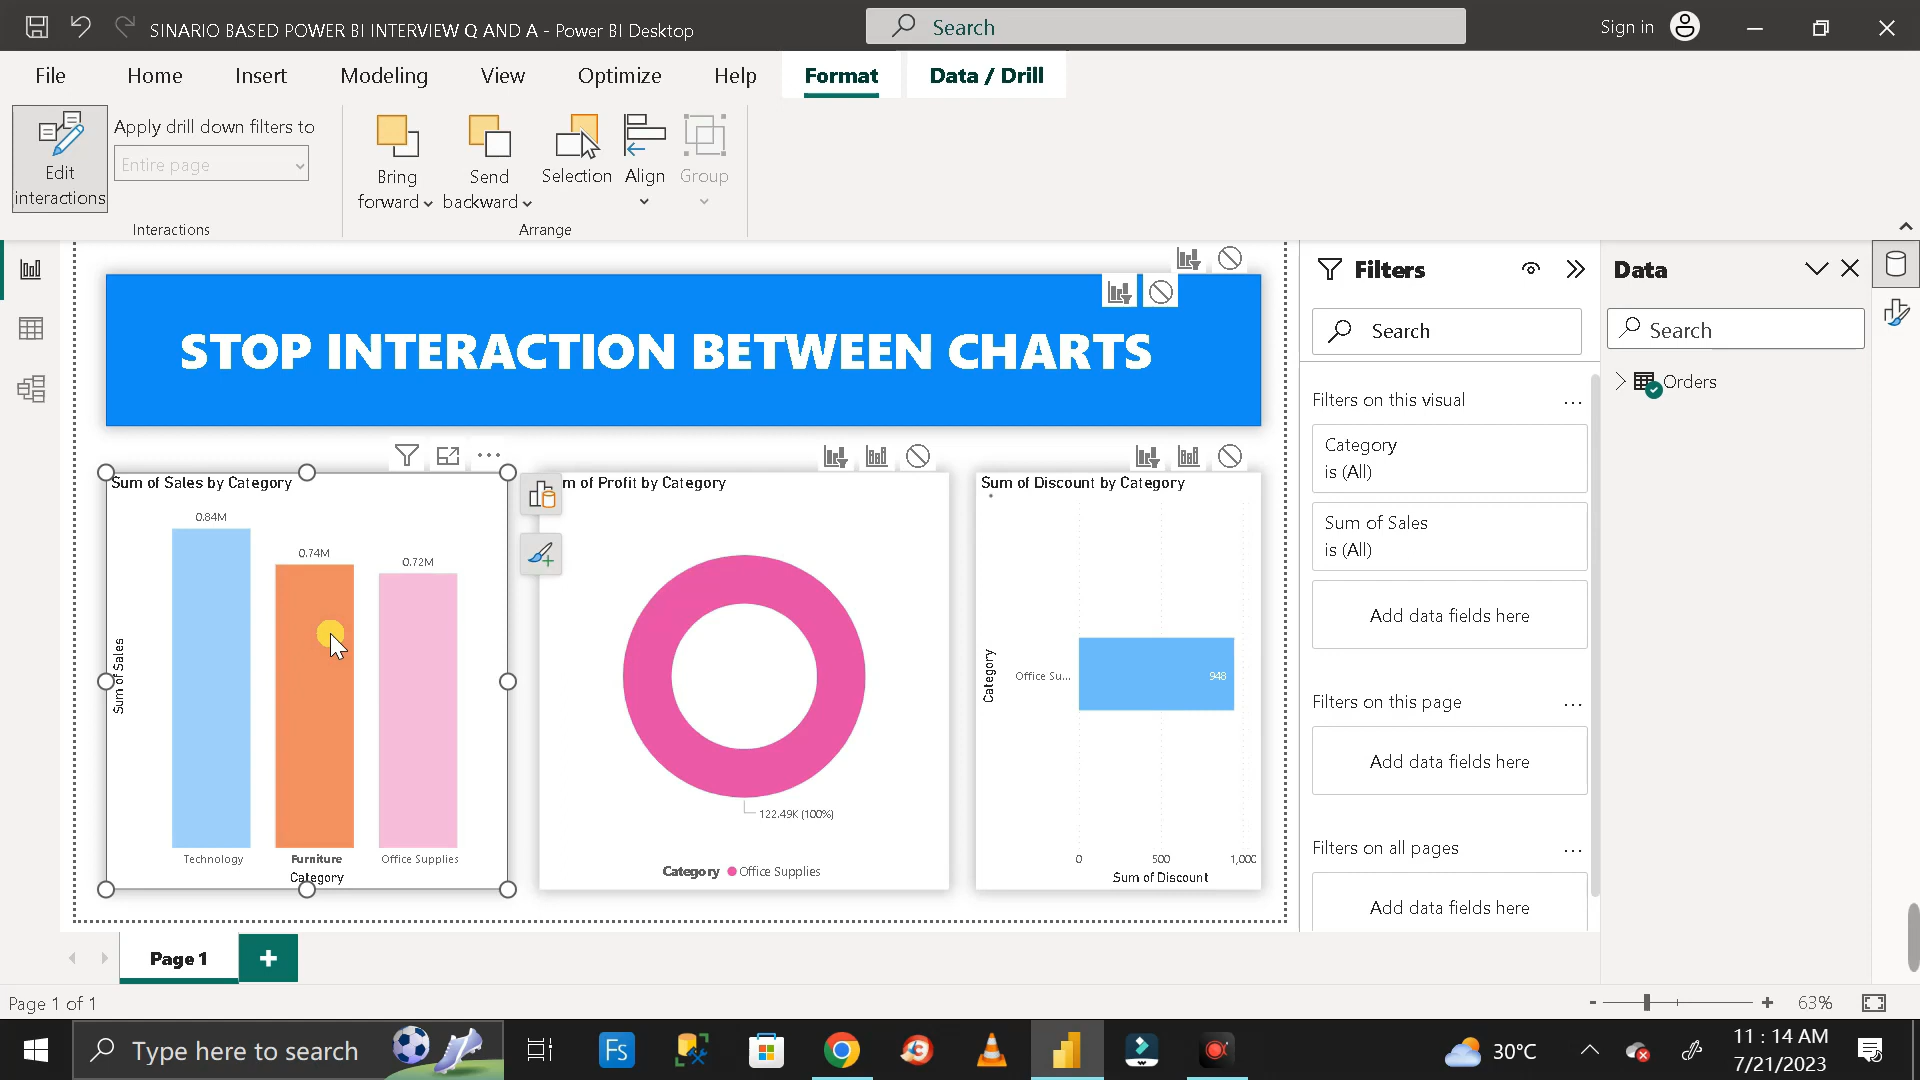 SINARIO BASED POWER BI INTERVIEW Q AND A - Power BI Desktop
Search
Sign in
File
Home
Insert
Modeling
View
Optimize
Help
Format
Data / Drill
Edit
interactions
Apply drill down filters to
Entire page
Interactions
Bring
forward
Send
backward
Selection
Align
Group
Arrange
STOP INTERACTION BETWEEN CHARTS
Sum of Sales by Category
0.84M
0.74M
0.72M
Sum of Sales
Technology
Furniture
Office Supplies
Category
m of Profit by Category
122.49K (100%)
Category
Office Supplies
Sum of Discount by Category
Category
Office Su...
948
0
500
1,000
Sum of Discount
Filters
Search
Filters on this visual
Category
is (All)
Sum of Sales
is (All)
Add data fields here
Filters on this page
Add data fields here
Filters on all pages
Add data fields here
Data
Search
Orders
Page 1
Page 1 of 1
63%
Type here to search
Fs
30°C
11 : 14 AM
7/21/2023